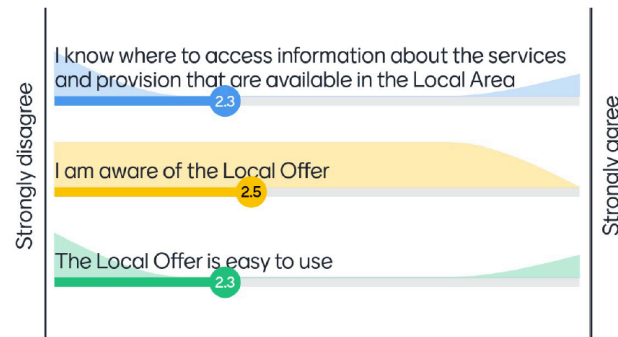 Strongly disagree
I know where to access information about the services
and provision that are available in the Local Area
2.3
I am aware of the Local Offer
2.5
The Local Offer is easy to use
2.3
Strongly agree